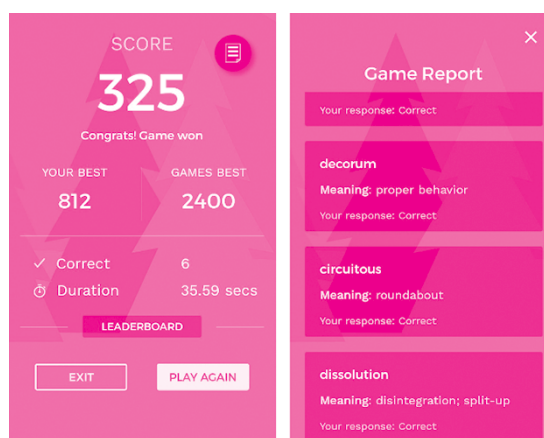 SCORE
325
Congrats! Game won
YOUR BEST GAMES BEST
812 2400
Correct 6
Duration 35.59 secs
LEADERBOARD
EXIT PLAY AGAIN
Game Report
Your response: Correct
decorum
Meaning: proper behavior
Your response: Correct
circuitous
Meaning: roundabout
Your response: Correct
dissolution
Meaning: disintegration; split-up
Your response: Correct